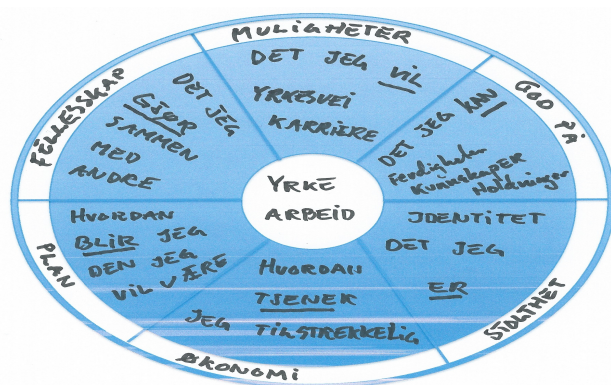 MULIGHETER
DET JEG VIL
YRKESVEI
KARRIERE
GOD PÅ
DET JEG KAN
Ferdigheter
KUNNSKAPER
Holdninger
STOLTHET
IDENTITET
DET JEG
ER
ØKONOMI
HVORDAN
TJENER
JEG TILSTREKKELIG
PLAN
HVORDAN
BLIR JEG
DEN JEG
VIL VÆRE
FELLESSKAP
DET JEG
GJØR
SAMMEN
MED
ANDRE
YRKE
ARBEID